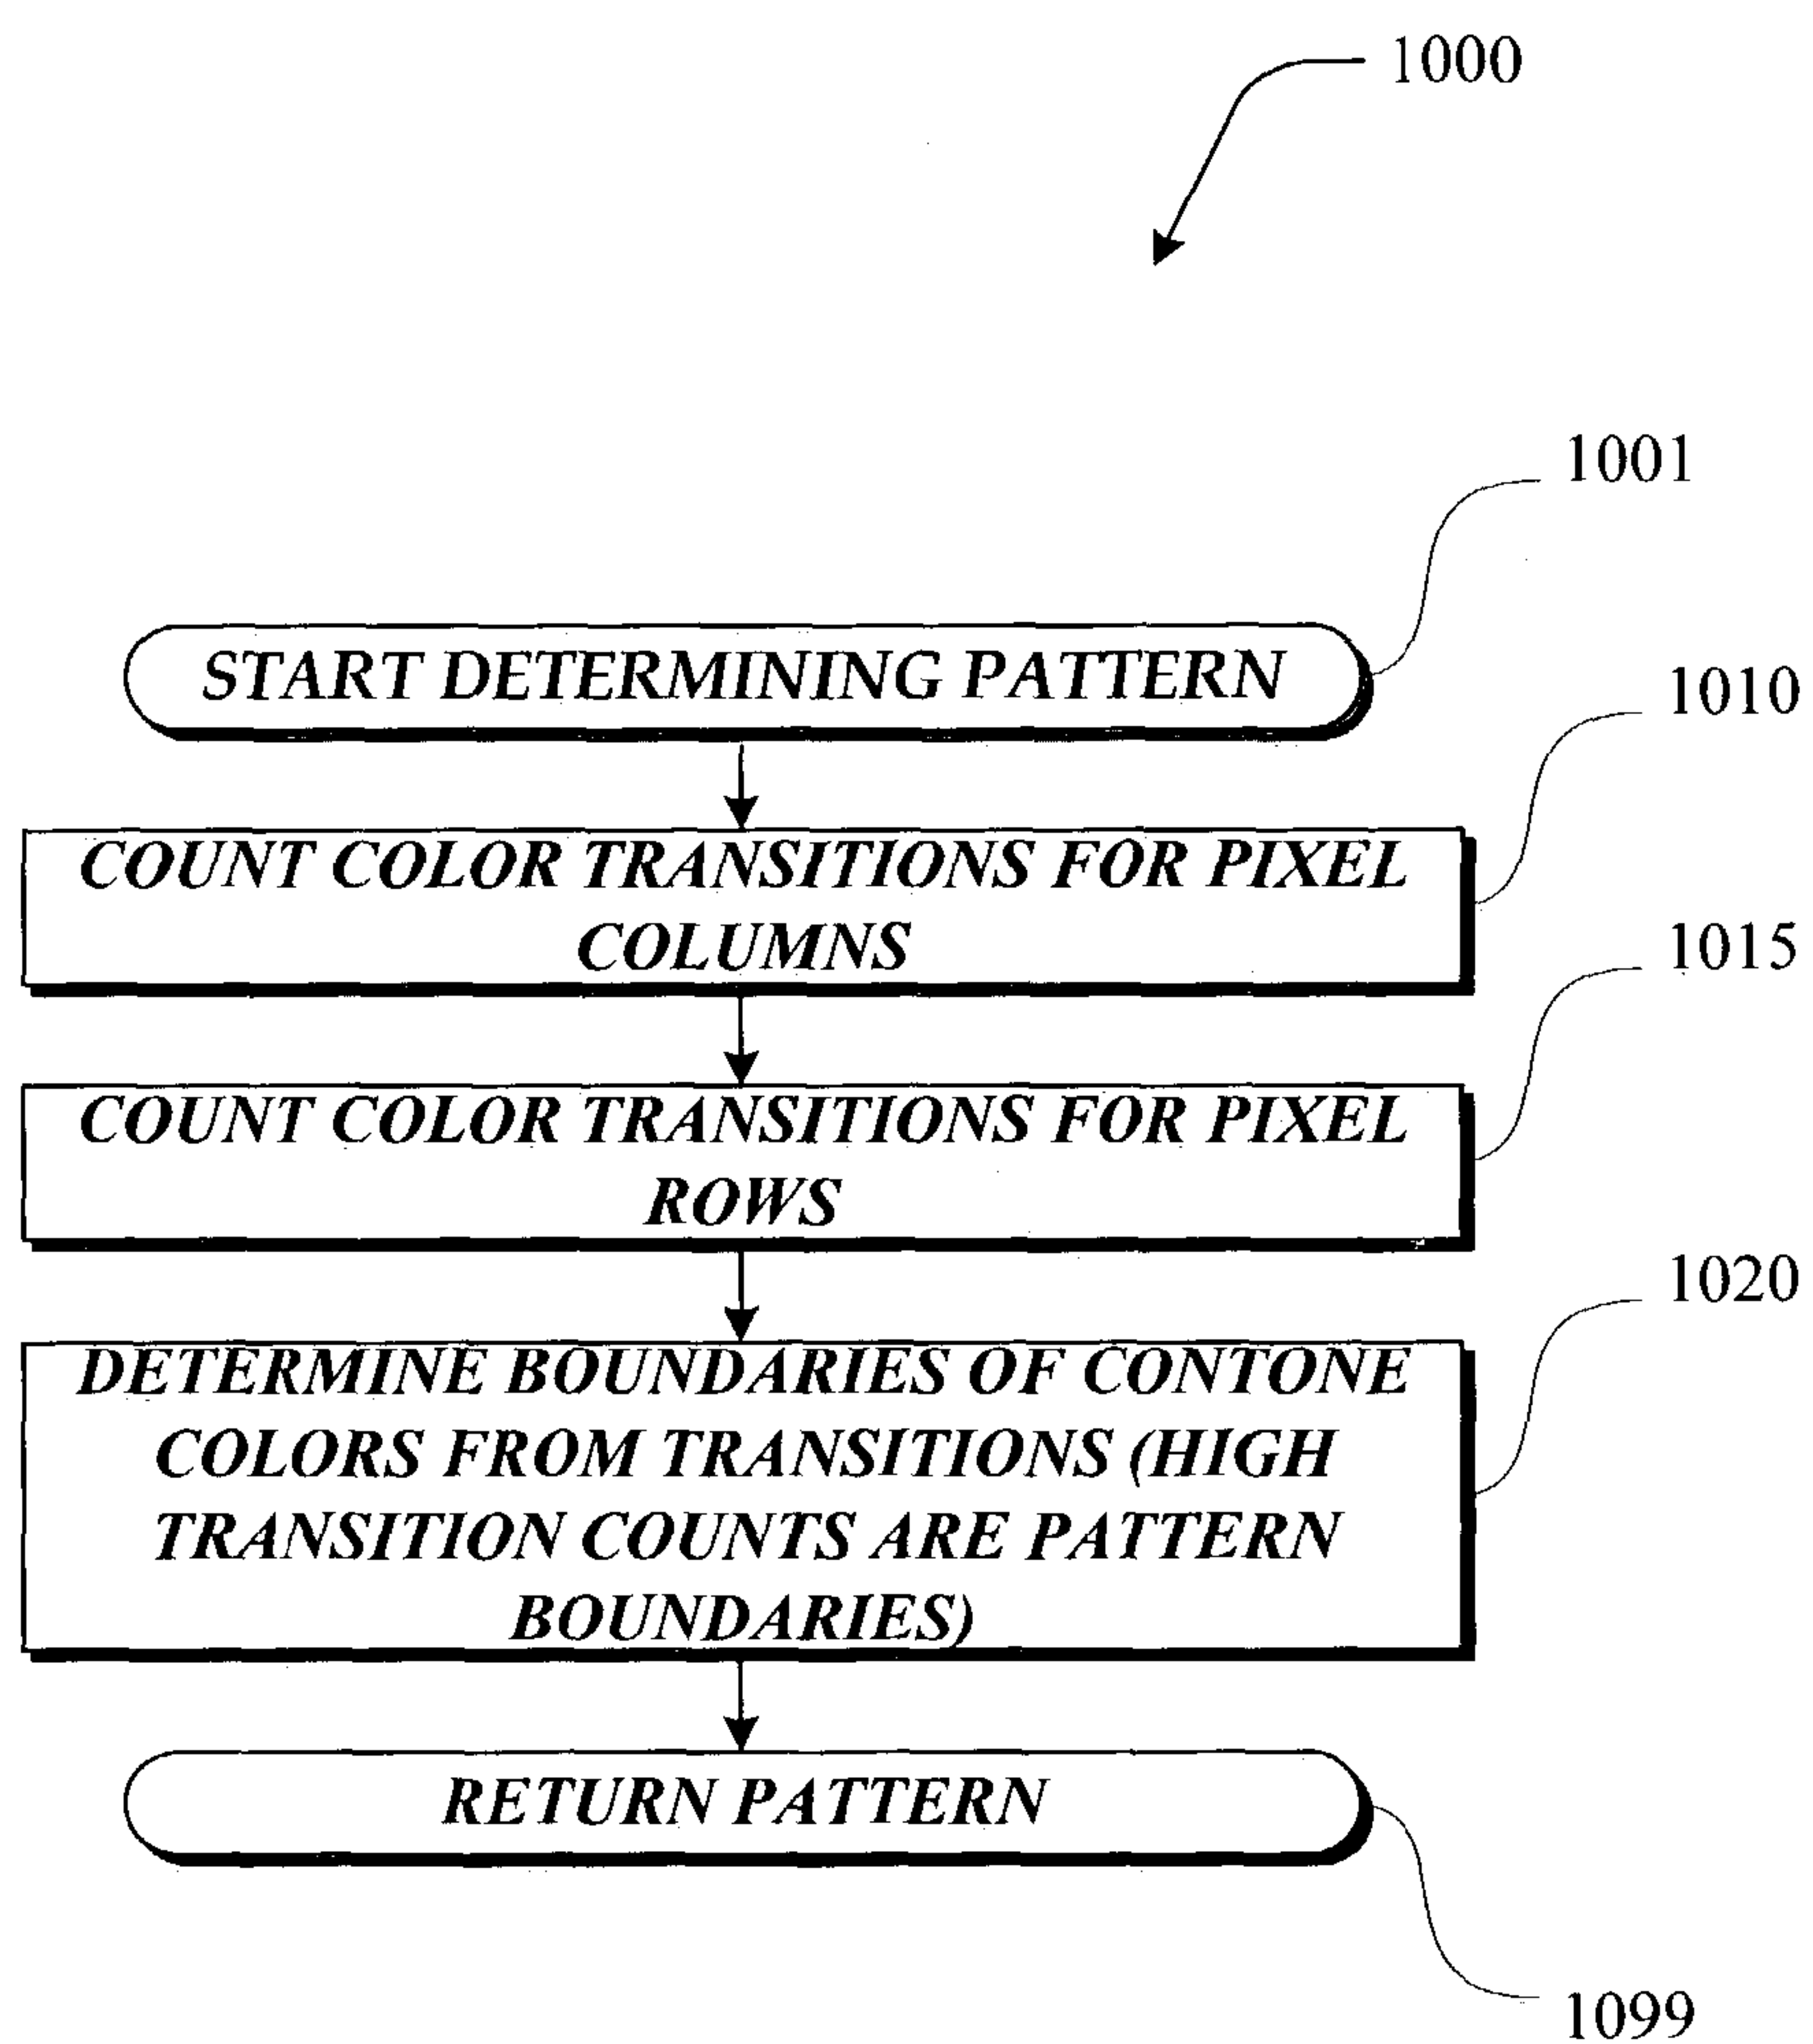 1000
1001
START DETERMINING PATTERN
1010
COUNT COLOR TRANSITIONS FOR PIXEL
COLUMNS
1015
COUNT COLOR TRANSITIONS FOR PIXEL
ROWS
1020
DETERMINE BOUNDARIES OF CONTONE
COLORS FROM TRANSITIONS (HIGH
TRANSITION COUNTS ARE PATTERN
BOUNDARIES)
RETURN PATTERN
1099